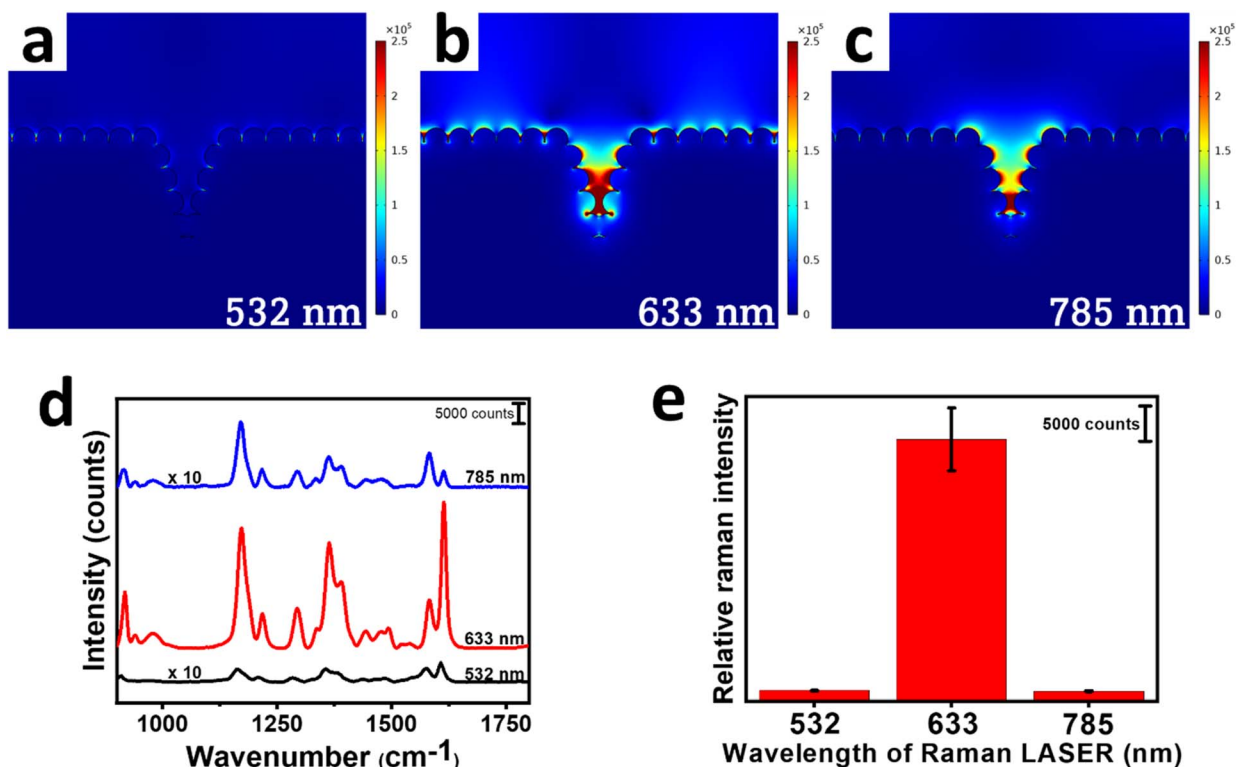 a
×10⁵
2.5
2
1.5
1
0.5
0
532 nm
b
×10⁵
2.5
2
1.5
1
0.5
0
633 nm
c
×10⁵
2.5
2
1.5
1
0.5
0
785 nm
d
5000 counts
x 10
785 nm
633 nm
x 10
532 nm
Intensity (counts)
1000 1250 1500 1750
Wavenumber (cm-1)
e
5000 counts
Relative raman intensity
532 633 785
Wavelength of Raman LASER (nm)